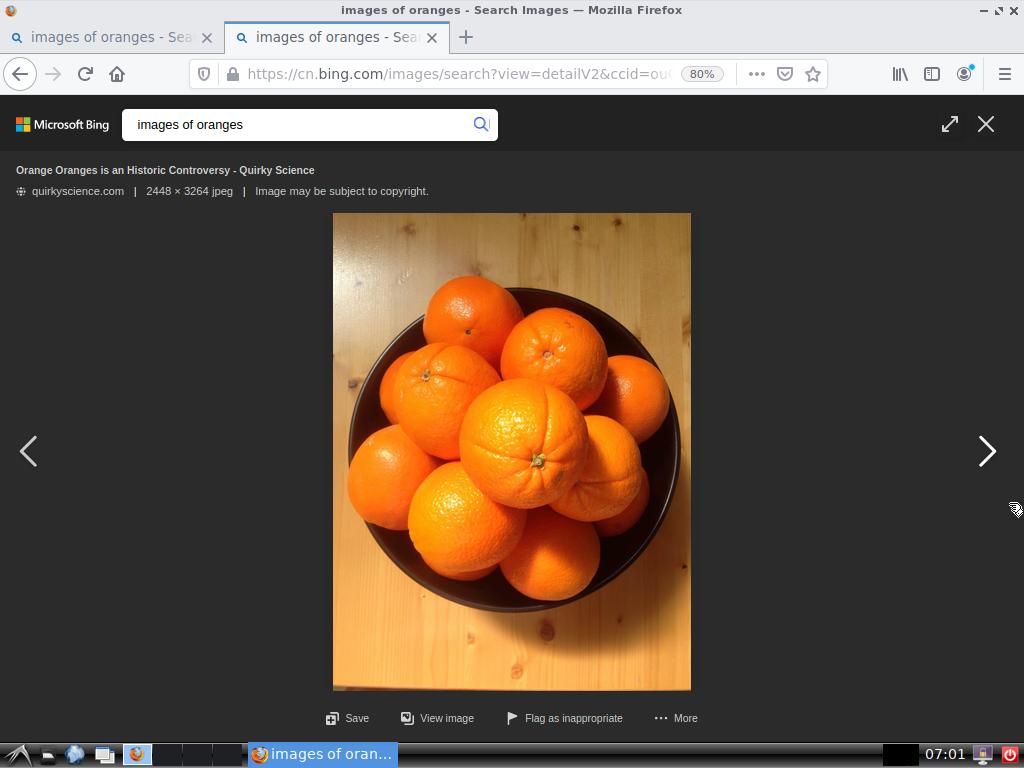 images of oranges - Search Images — Mozilla Firefox
images of oranges - Sea
images of oranges - Sea
https://cn.bing.com/images/search?view=detailV2&ccid=ou
80%
Microsoft Bing
images of oranges
Orange Oranges is an Historic Controversy - Quirky Science
quirkyscience.com | 2448 × 3264 jpeg | Image may be subject to copyright.
Save
View image
Flag as inappropriate
More
images of oran...
07:01